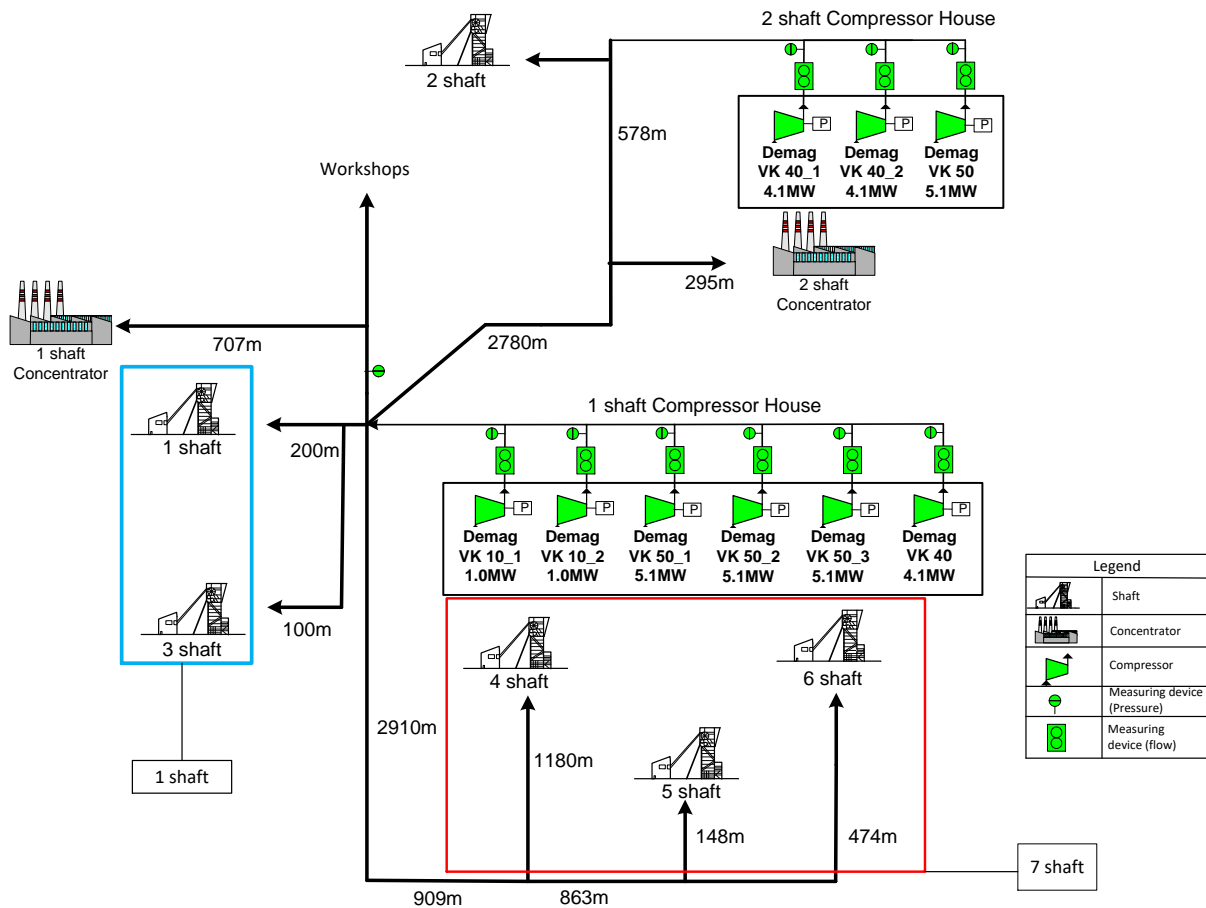 2 shaft Compressor House
2 shaft
P
P
P
Demag
VK 40_1
4.1MW
Demag
VK 40_2
4.1MW
Demag
VK 50
5.1MW
578m
Workshops
295m
2 shaft
Concentrator
707m
1 shaft
Concentrator
2780m
1 shaft Compressor House
1 shaft
200m
P
P
P
P
P
P
Demag
VK 10_1
1.0MW
Demag
VK 10_2
1.0MW
Demag
VK 50_1
5.1MW
Demag
VK 50_2
5.1MW
Demag
VK 50_3
5.1MW
Demag
VK 40
4.1MW
3 shaft
100m
4 shaft
6 shaft
2910m
1180m
5 shaft
1 shaft
148m
474m
7 shaft
909m
863m
Legend
Shaft
Concentrator
Compressor
Measuring device
(Pressure)
Measuring
device (flow)